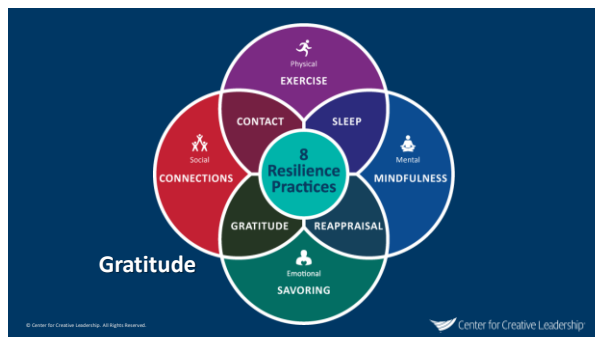 Physical
EXERCISE
CONTACT
SLEEP
Social
CONNECTIONS
8
Resilience
Practices
Mental
MINDFULNESS
GRATITUDE
REAPPRAISAL
Gratitude
Emotional
SAVORING
© Center for Creative Leadership. All Rights Reserved.
Center for Creative Leadership®